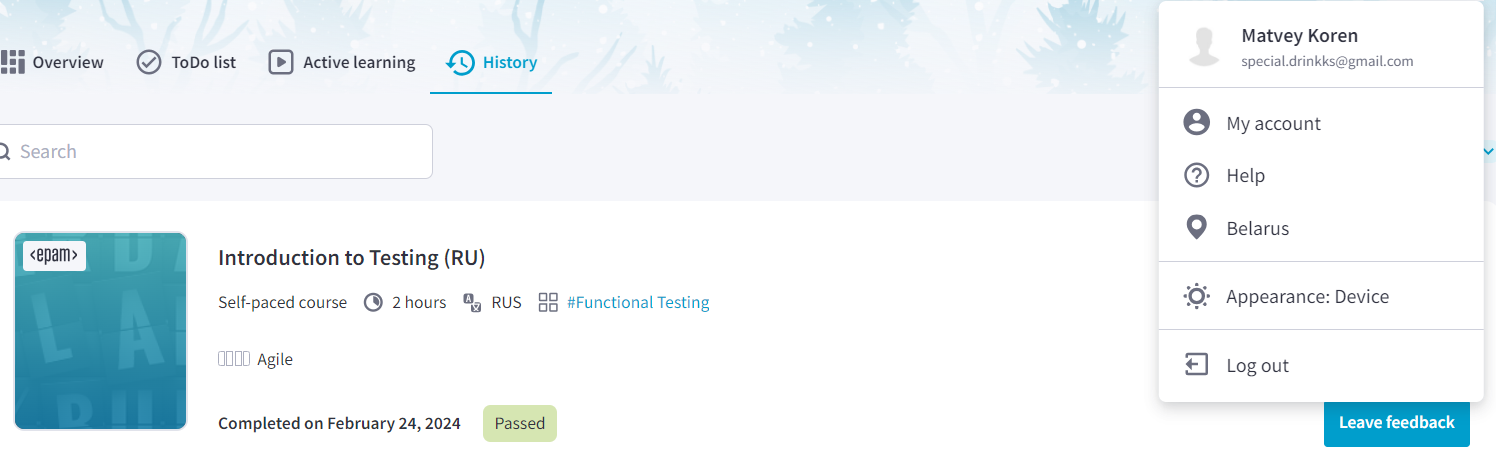 Overview
ToDo list
Active learning
History
Search
<epam>
Introduction to Testing (RU)
Self-paced course 2 hours RUS #Functional Testing
Agile
Completed on February 24, 2024 Passed
Matvey Koren
special.drinkks@gmail.com
My account
Help
Belarus
Appearance: Device
Log out
Leave feedback